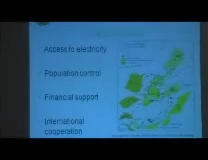 Access to electricity
Population control
Financial support
International
cooperation